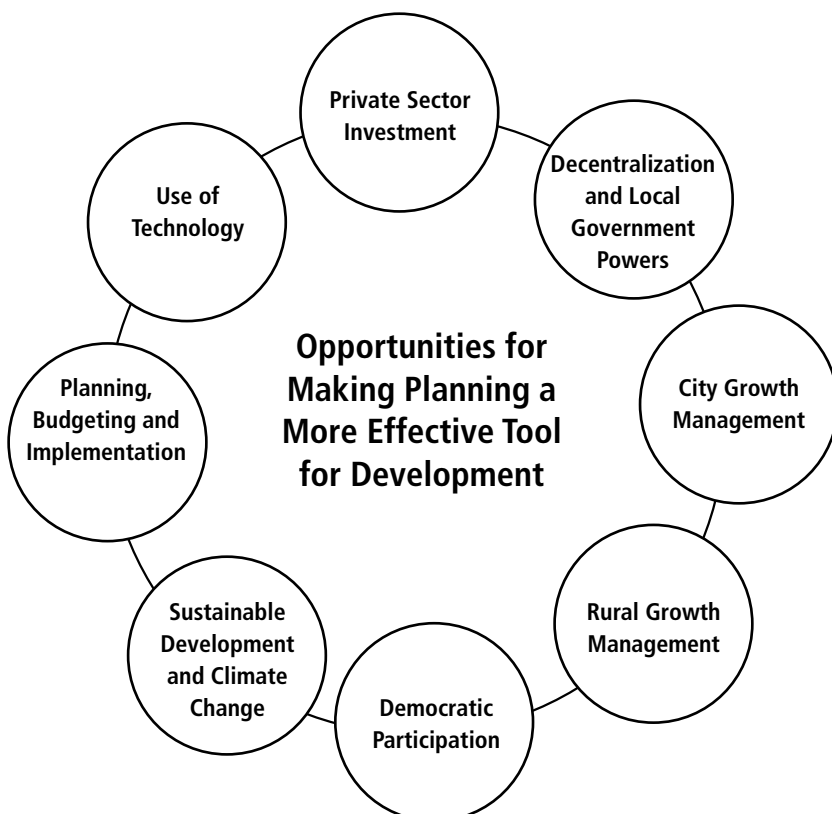 Private Sector
Investment
Decentralization
and Local
Government
Powers
City Growth
Management
Rural Growth
Management
Democratic
Participation
Sustainable
Development
and Climate
Change
Planning,
Budgeting and
Implementation
Use of
Technology
Opportunities for
Making Planning a
More Effective Tool
for Development